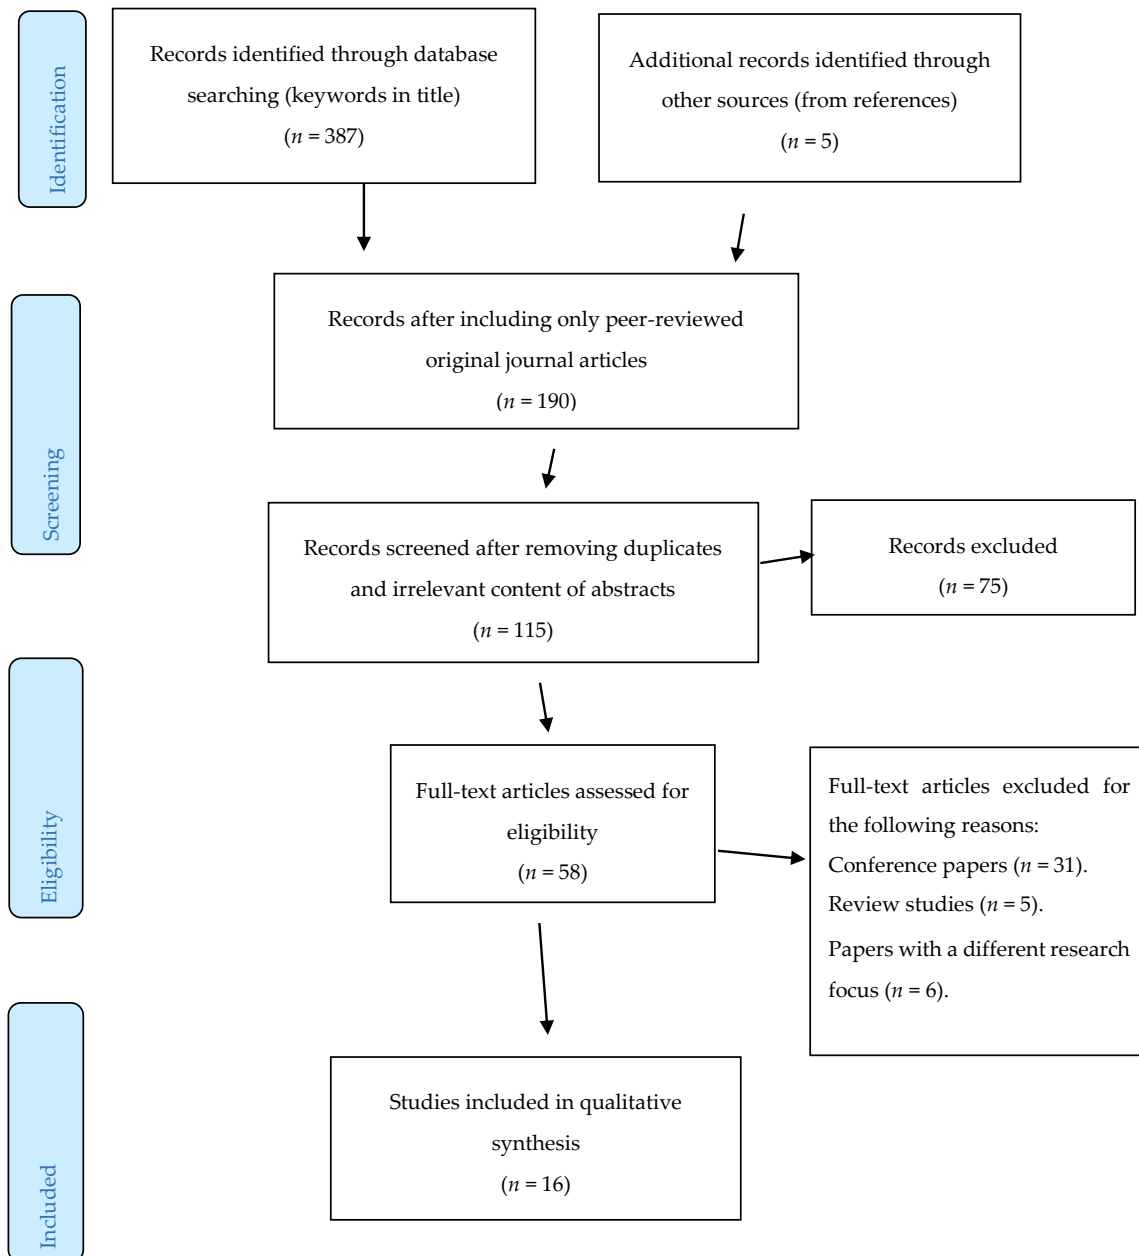 Identification
Records identified through database
searching (keywords in title)
(n = 387)
Additional records identified through
other sources (from references)
(n = 5)
Screening
Records after including only peer-reviewed
original journal articles
(n = 190)
Records screened after removing duplicates
and irrelevant content of abstracts
(n = 115)
Records excluded
(n = 75)
Eligibility
Full-text articles assessed for
eligibility
(n = 58)
Full-text articles excluded for
the following reasons:
Conference papers (n = 31).
Review studies (n = 5).
Papers with a different research
focus (n = 6).
Included
Studies included in qualitative
synthesis
(n = 16)